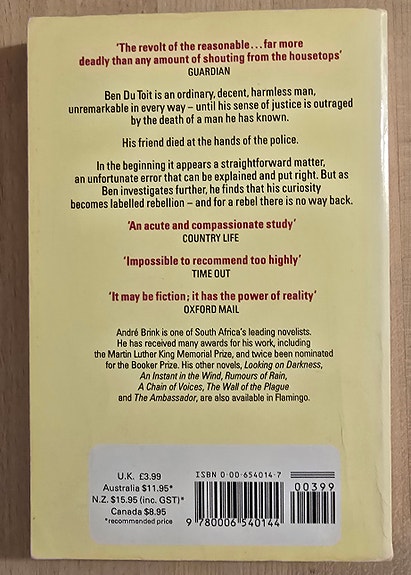 'The revolt of the reasonable...far more
deadly than any amount of shouting from the housetops'
GUARDIAN
Ben Du Toit is an ordinary, decent, harmless man,
unremarkable in every way – until his sense of justice is outraged
by the death of a man he has known.
His friend died at the hands of the police.
In the beginning it appears a straightforward matter,
an unfortunate error that can be explained and put right. But as
Ben investigates further, he finds that his curiosity
becomes labelled rebellion – and for a rebel there is no way back.
'An acute and compassionate study'
COUNTRY LIFE
'Impossible to recommend too highly'
TIME OUT
'It may be fiction; it has the power of reality'
OXFORD MAIL
André Brink is one of South Africa's leading novelists.
He has received many awards for his work, including
the Martin Luther King Memorial Prize, and twice been nominated
for the Booker Prize. His other novels, Looking on Darkness,
An Instant in the Wind, Rumours of Rain,
A Chain of Voices, The Wall of the Plague
and The Ambassador, are also available in Flamingo.
U.K. £3.99
Australia $11.95*
N.Z. $15.95 (inc. GST)*
Canada $8.95
*recommended price
ISBN 0-00-654014-7
00399
9 780006 540144